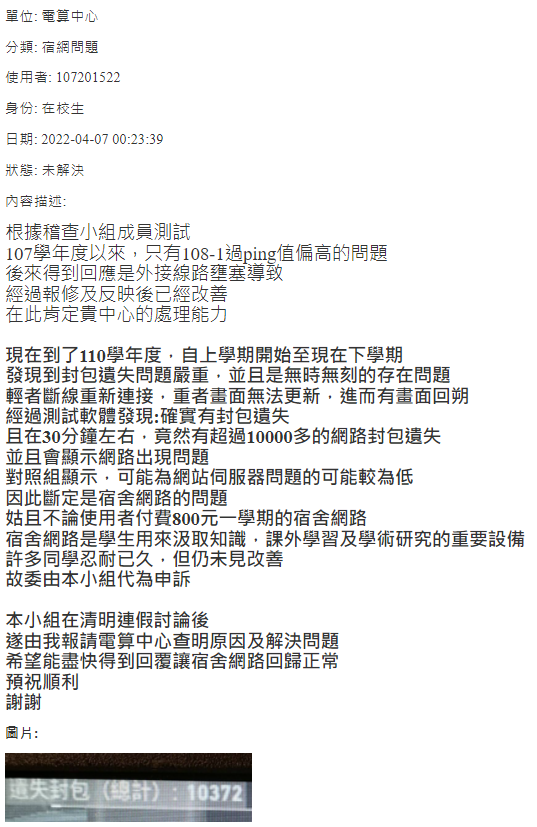 單位: 電算中心
分類: 宿網問題
使用者: 107201522
身份: 在校生
日期: 2022-04-07 00:23:39
狀態: 未解決
內容描述:
根據稽查小組成員測試
107學年度以來，只有108-1過ping值偏高的問題
後來得到回應是外接線路壅塞導致
經過報修及反映後已經改善
在此肯定貴中心的處理能力
現在到了110學年度，自上學期開始至現在下學期
發現到封包遺失問題嚴重，並且是無時無刻的存在問題
輕者斷線重新連接，重者畫面無法更新，進而有畫面回朔
經過測試軟體發現:確實有封包遺失
且在30分鐘左右，竟然有超過10000多的網路封包遺失
並且會顯示網路出現問題
對照組顯示，可能為網站伺服器問題的可能較為低
因此斷定是宿舍網路的問題
姑且不論使用者付費800元一學期的宿舍網路
宿舍網路是學生用來汲取知識，課外學習及學術研究的重要設備
許多同學忍耐已久，但仍未見改善
故委由本小組代為申訴
本小組在清明連假討論後
遂由我報請電算中心查明原因及解決問題
希望能盡快得到回覆讓宿舍網路回歸正常
預祝順利
謝謝
圖片:
遺失封包（總計）: 10372